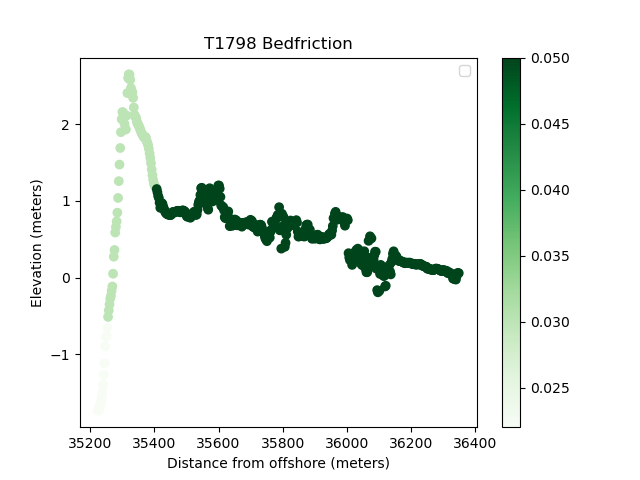 T1798 Bedfriction
Elevation (meters)
2
1
0
−1
35200 35400 35600 35800 36000 36200 36400
Distance from offshore (meters)
0.050
0.045
0.040
0.035
0.030
0.025